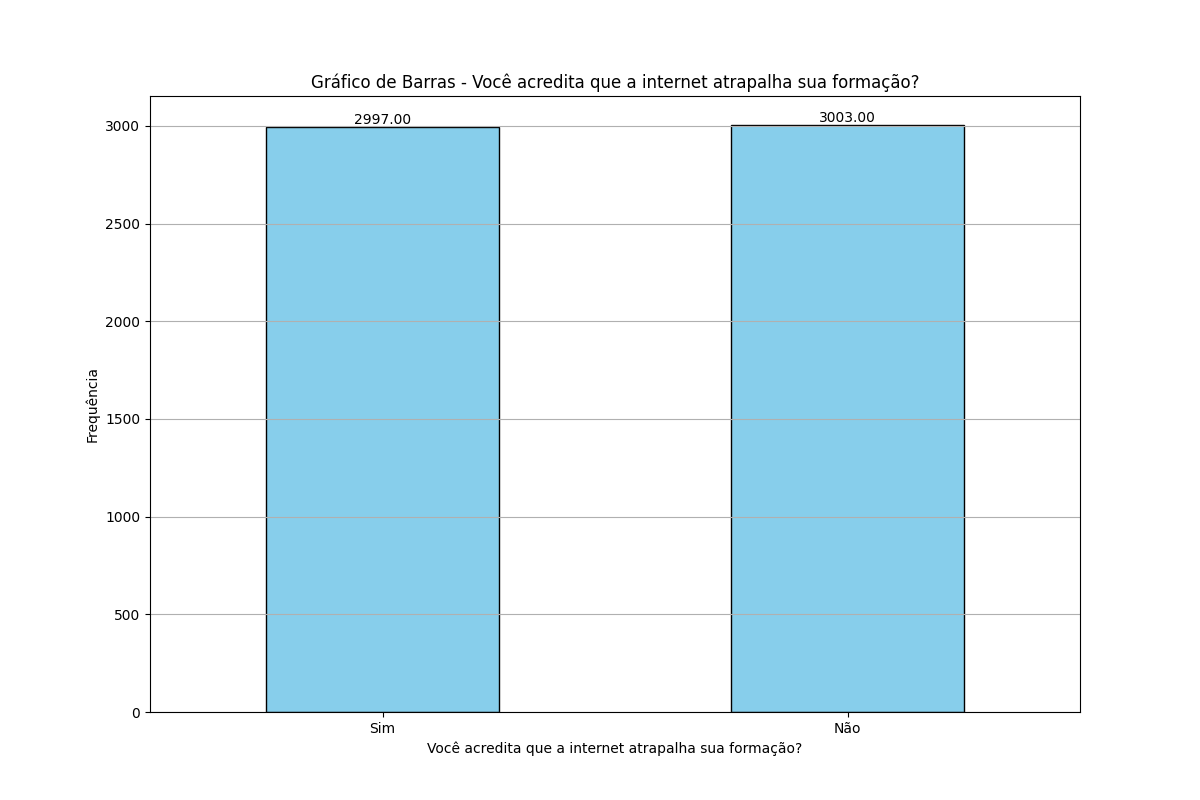 Gráfico de Barras - Você acredita que a internet atrapalha sua formação?
2997.00
3003.00
3000
2500
2000
1500
1000
500
0
Frequência
Sim
Não
Você acredita que a internet atrapalha sua formação?